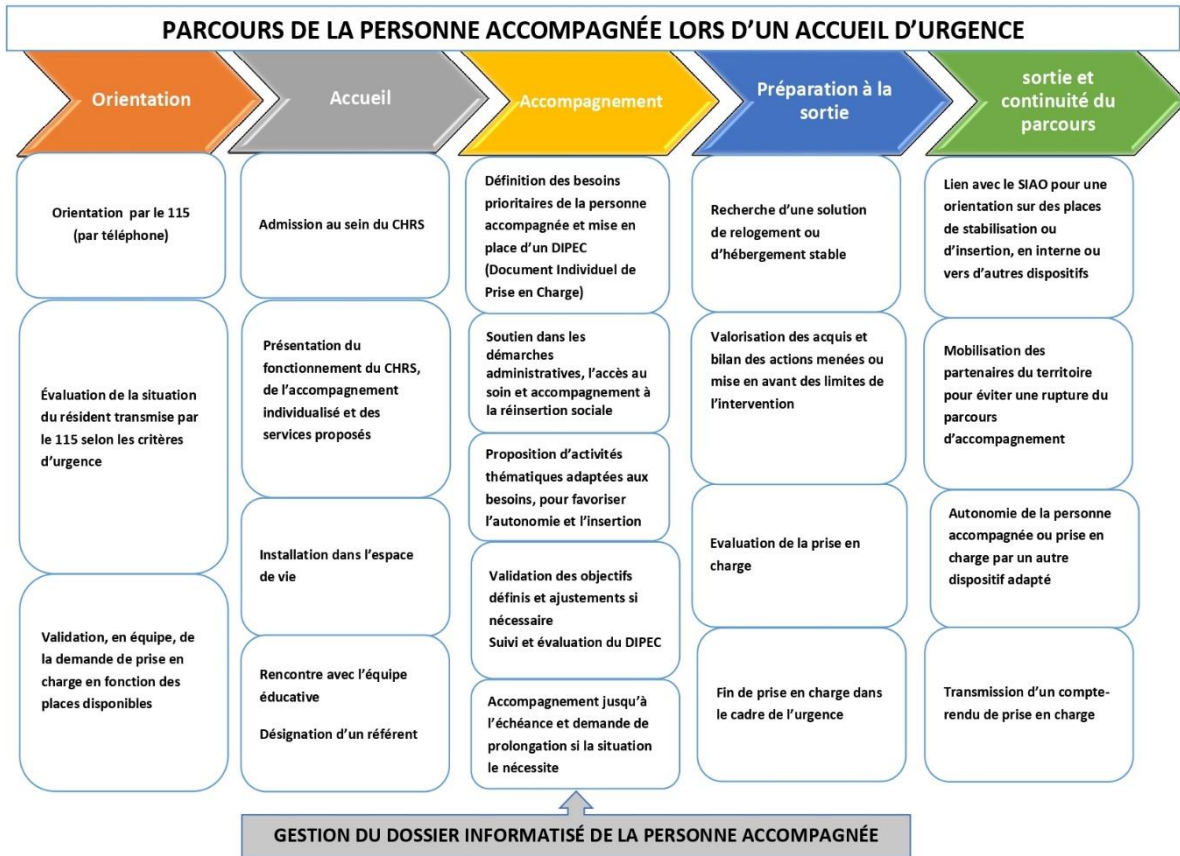 PARCOURS DE LA PERSONNE ACCOMPAGNÉE LORS D’UN ACCUEIL D’URGENCE
Orientation
Orientation par le 115
(par téléphone)
Évaluation de la situation
du résident transmise par
le 115 selon les critères
d’urgence
Validation, en équipe, de
la demande de prise en
charge en fonction des
places disponibles
Accueil
Admission au sein du CHRS
Présentation du
fonctionnement du CHRS,
de l’accompagnement
individualisé et des
services proposés
Installation dans l’espace
de vie
Rencontre avec l’équipe
éducative
Désignation d’un référent
Accompagnement
Définition des besoins
prioritaires de la personne
accompagnée et mise en
place d’un DIPEC
(Document Individuel de
Prise en Charge)
Soutien dans les
démarches
administratives, l’accès au
soin et accompagnement à
la réinsertion sociale
Proposition d’activités
thématiques adaptées aux
besoins, pour favoriser
l’autonomie et l’insertion
Validation des objectifs
définis et ajustements si
nécessaire
Suivi et évaluation du DIPEC
Accompagnement jusqu’à
l’échéance et demande de
prolongation si la situation
le nécessite
Préparation à la
sortie
Recherche d’une solution
de relogement ou
d’hébergement stable
Valorisation des acquis et
bilan des actions menées ou
mise en avant des limites de
l’intervention
Evaluation de la prise en
charge
Fin de prise en charge dans
le cadre de l’urgence
sortie et
continuité du
parcours
Lien avec le SIAO pour une
orientation sur des places
de stabilisation ou
d’insertion, en interne ou
vers d’autres dispositifs
Mobilisation des
partenaires du territoire
pour éviter une rupture du
parcours
d’accompagnement
Autonomie de la personne
accompagnée ou prise en
charge par un autre
dispositif adapté
Transmission d’un compte-
rendu de prise en charge
GESTION DU DOSSIER INFORMATISÉ DE LA PERSONNE ACCOMPAGNÉE